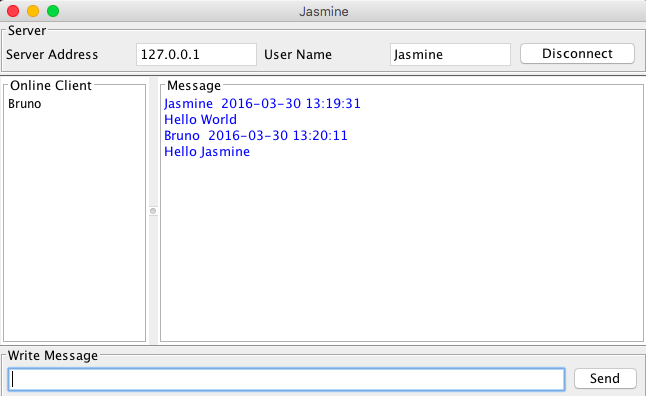 Jasmine
Server
Server Address 127.0.0.1 User Name Jasmine Disconnect
Online Client
Bruno
Message
Jasmine 2016-03-30 13:19:31
Hello World
Bruno 2016-03-30 13:20:11
Hello Jasmine
Write Message
Send